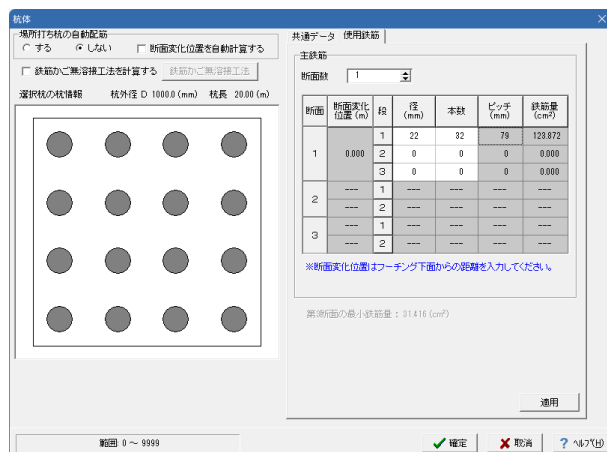 杭体
場所打ち杭の自動配筋
する しない 断面変化位置を自動計算する
鉄筋かご無溶接工法を計算する 鉄筋かご無溶接工法
選択杭の杭情報 杭外径 D 1000.0 (mm) 杭長 20.00 (m)
共通データ 使用鉄筋
主鉄筋
断面数 1
断面 断面変化位置 (m) 段 径 (mm) 本数 ピッチ (mm) 鉄筋量 (cm²)
1 0.000 1 22 32 79 123.872
2 0 0 0 0.000
3 0 0 0 0.000
2 --- 1 --- --- --- ---
--- 2 --- --- --- ---
3 --- 1 --- --- --- ---
--- 2 --- --- --- ---
※断面変化位置はフーチング下面からの距離を入力してください。
第1断面の最小鉄筋量 : 31.416 (cm²)
適用
範囲 0 ～ 9999
確定 取消 ? ヘルプ(H)